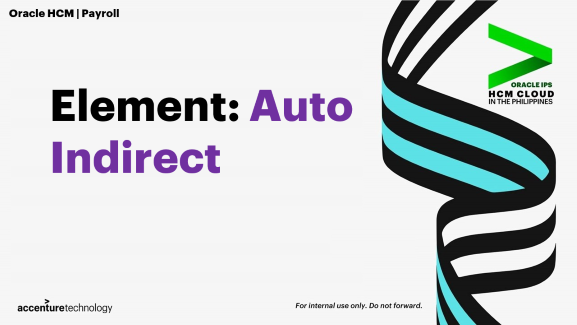 Oracle HCM | Payroll
ORACLE IPS
HCM CLOUD
IN THE PHILIPPINES
Element: Auto
Indirect
accenturetechnology
For internal use only. Do not forward.